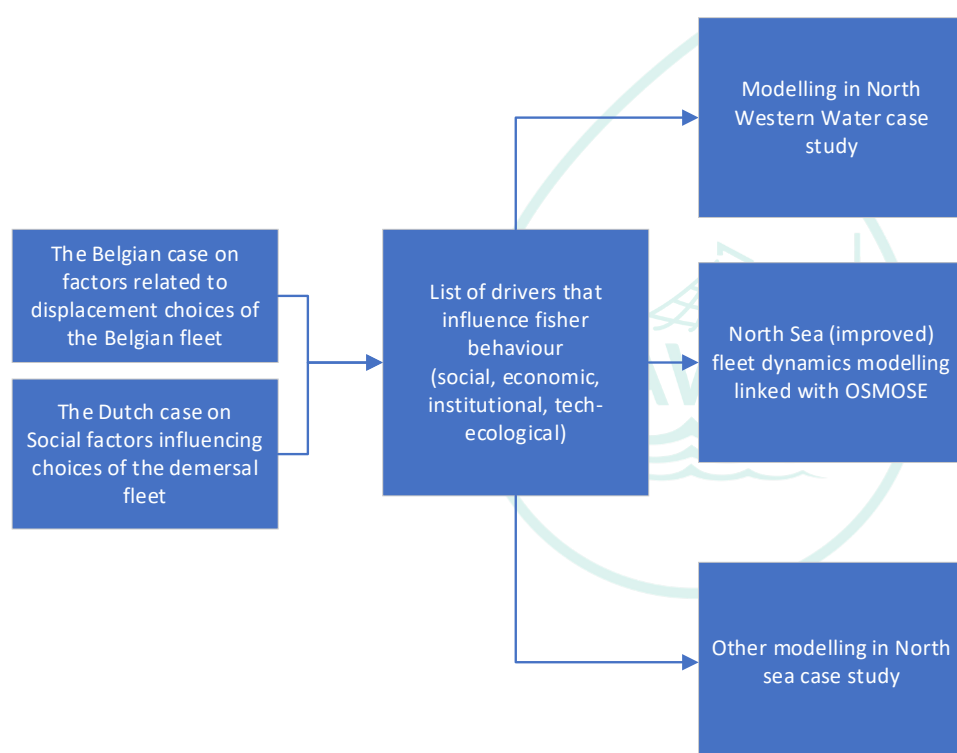 Modelling in North
Western Water case
study
The Belgian case on
factors related to
displacement choices of
the Belgian fleet
The Dutch case on
Social factors influencing
choices of the demersal
fleet
List of drivers that
influence fisher
behaviour
(social, economic,
institutional, tech-
ecological)
North Sea (improved)
fleet dynamics modelling
linked with OSMOSE
Other modelling in North
sea case study